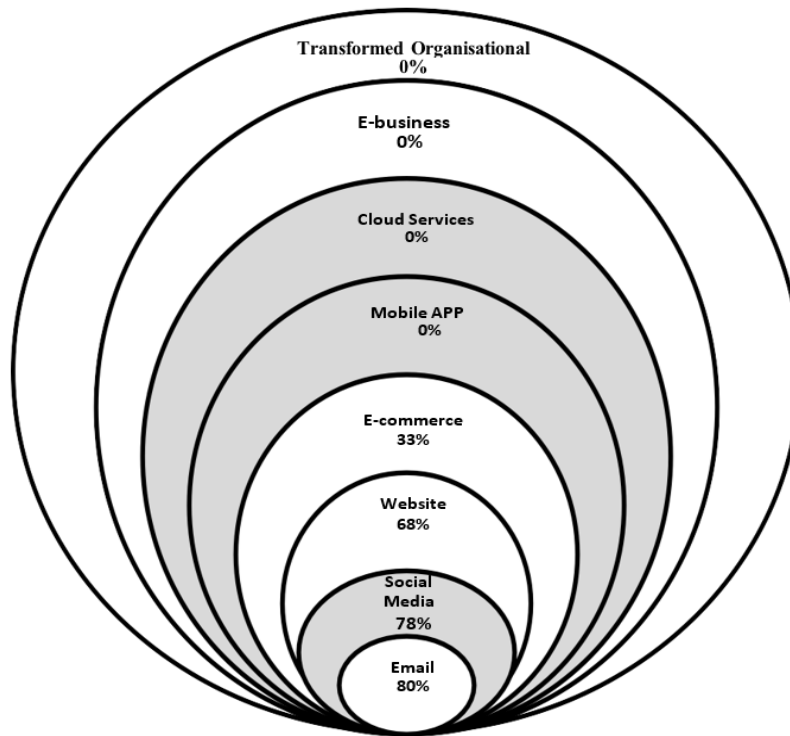 Transformed Organisational
0%
E-business
0%
Cloud Services
0%
Mobile APP
0%
E-commerce
33%
Website
68%
Social
Media
78%
Email
80%